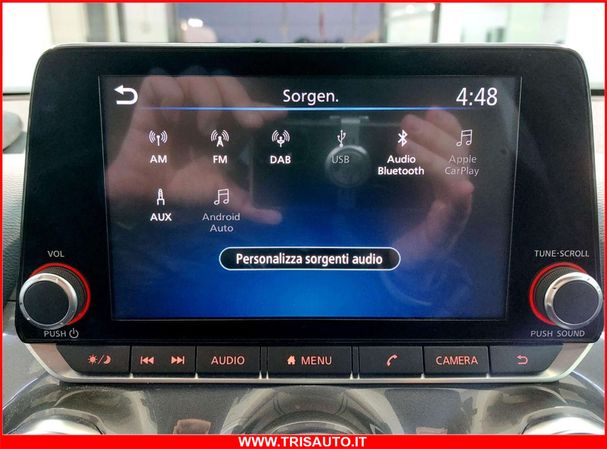 Sorgen. 4:48
AM FM DAB USB Audio Bluetooth Apple CarPlay
AUX Android Auto
Personalizza sorgenti audio
VOL TUNE·SCROLL
PUSH PUSH SOUND
AUDIO MENU CAMERA
WWW.TRISAUTO.IT